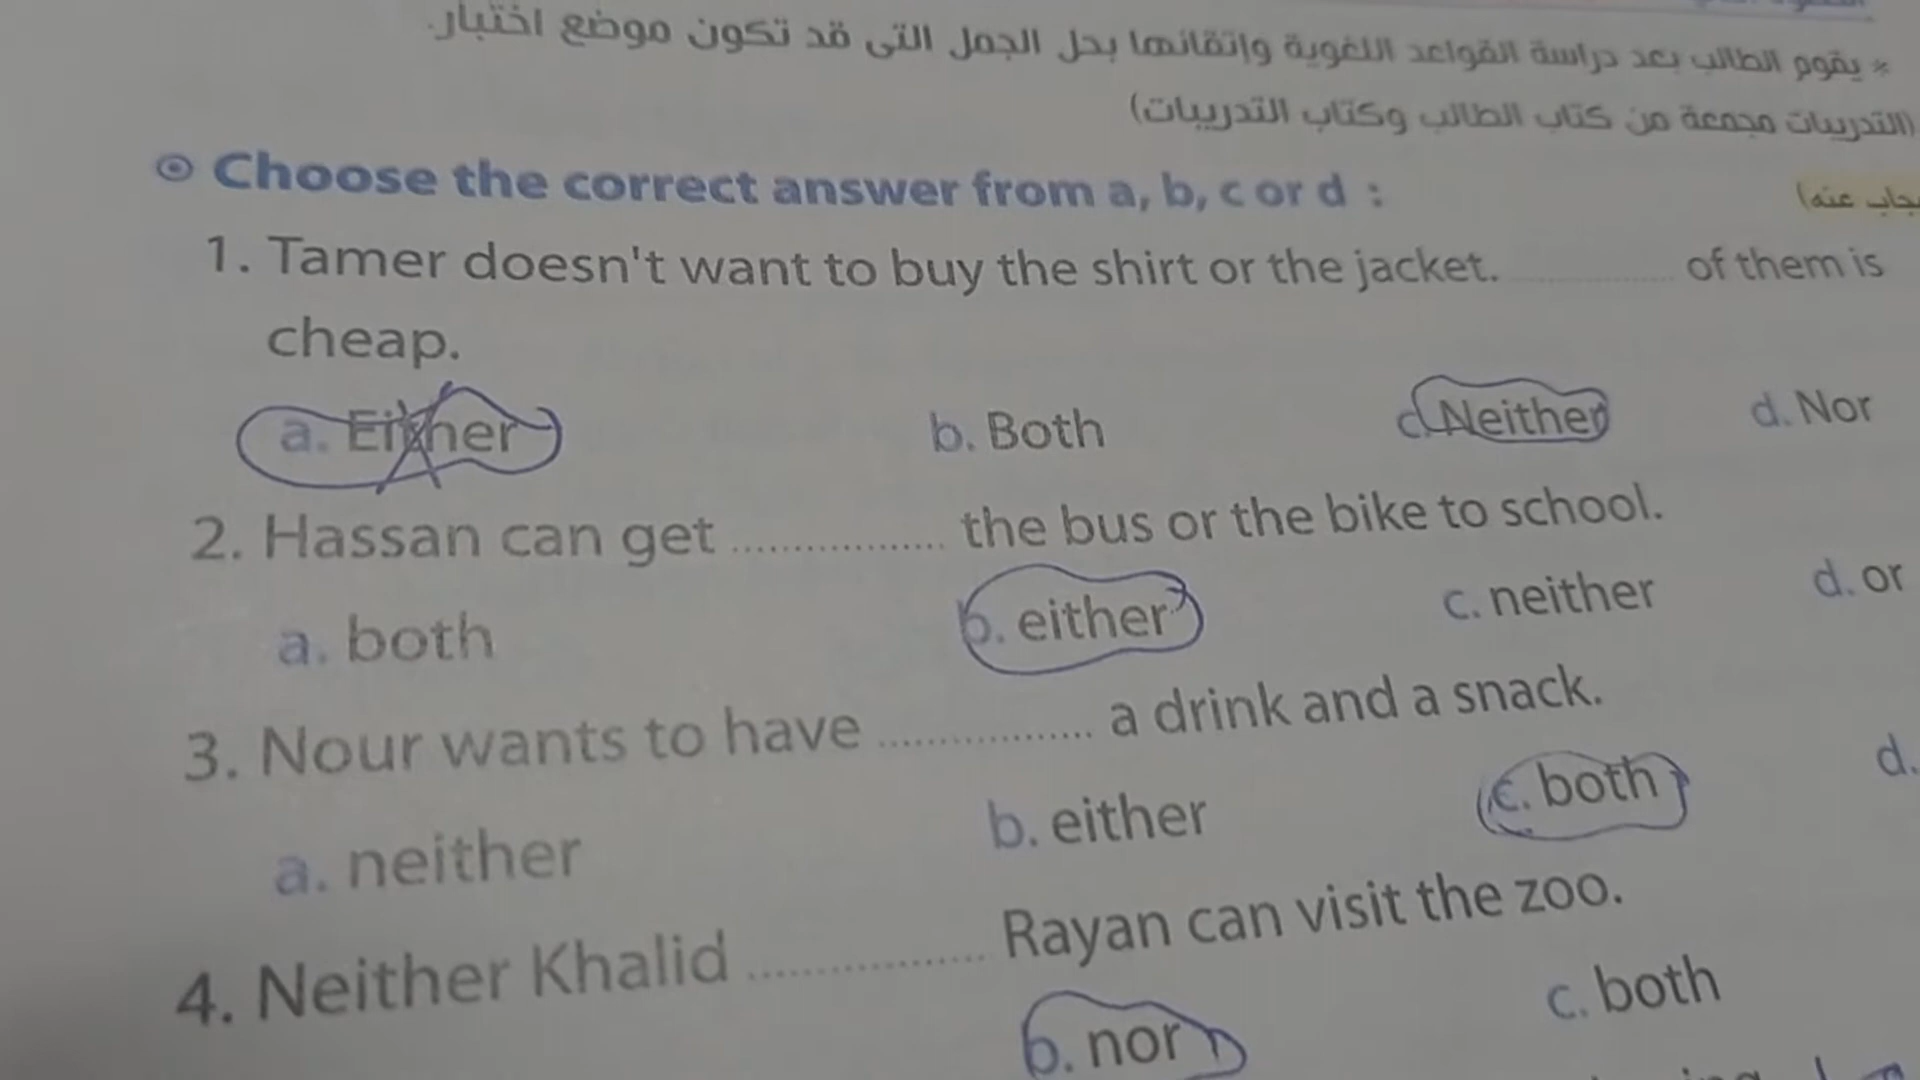 * يقوم الطالب بعد دراسة القواعد اللغوية وإتقانها بحل الجمل التى قد تكون موضع اختبار.
(التدريبات مجمعة من كتاب الطالب وكتاب التدريبات)
Choose the correct answer from a, b, c or d :
عنه)
1. Tamer doesn't want to buy the shirt or the jacket. .......... of them is
cheap.
a. Either b. Both c. Neither d. Nor
2. Hassan can get .......... the bus or the bike to school.
a. both b. either c. neither d. or
3. Nour wants to have .......... a drink and a snack.
a. neither b. either c. both d.
4. Neither Khalid .......... Rayan can visit the zoo.
b. nor c. both